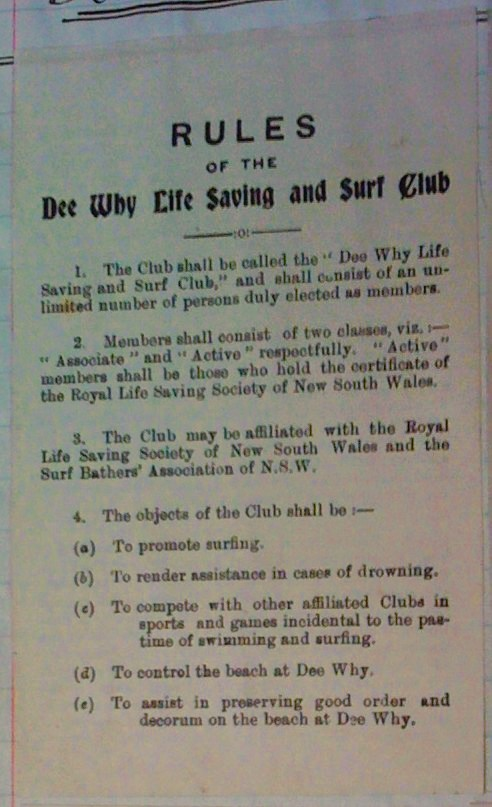 RULES
OF THE
Dee Why Life Saving and Surf Club
:o:
1. The Club shall be called the "Dee Why Life
Saving and Surf Club," and shall consist of an un-
limited number of persons duly elected as members.
2. Members shall consist of two classes, viz. :—
"Associate" and "Active" respectfully. "Active"
members shall be those who hold the certificate of
the Royal Life Saving Society of New South Wales.
3. The Club may be affiliated with the Royal
Life Saving Society of New South Wales and the
Surf Bathers' Association of N.S.W.
4. The objects of the Club shall be :—
(a) To promote surfing.
(b) To render assistance in cases of drowning.
(c) To compete with other affiliated Clubs in
sports and games incidental to the pas-
time of swimming and surfing.
(d) To control the beach at Dee Why.
(e) To assist in preserving good order and
decorum on the beach at Dee Why.